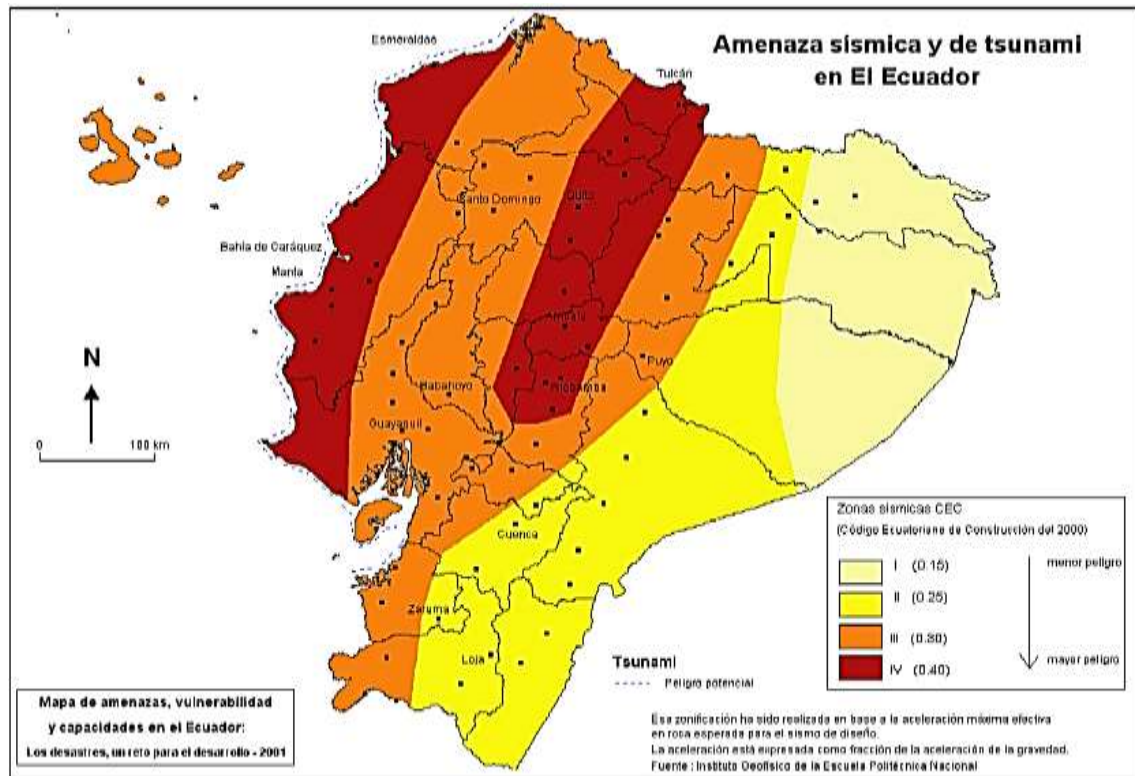 Amenaza sísmica y de tsunami
en El Ecuador
Esmeraldas
Tulcán
Santo Domingo
Quito
Bahía de Caráquez
Manta
Ambato
Puyo
Riobamba
Babahoyo
Guayaquil
Cuenca
Zaruma
Loja
N
0 100 km
Zonas sísmicas CEC
(Código Ecuatoriano de Construcción del 2000)
I (0.15) menor peligro
II (0.25)
III (0.30)
IV (0.40) mayor peligro
Tsunami
Peligro potencial
Mapa de amenazas, vulnerabilidad
y capacidades en el Ecuador:
Los desastres, un reto para el desarrollo - 2001
Esa zonificación ha sido realizada en base a la aceleración máxima efectiva
en roca esperada para el sismo de diseño.
La aceleración está expresada como fracción de la aceleración de la gravedad.
Fuente : Instituto Geofísico de la Escuela Politécnica Nacional